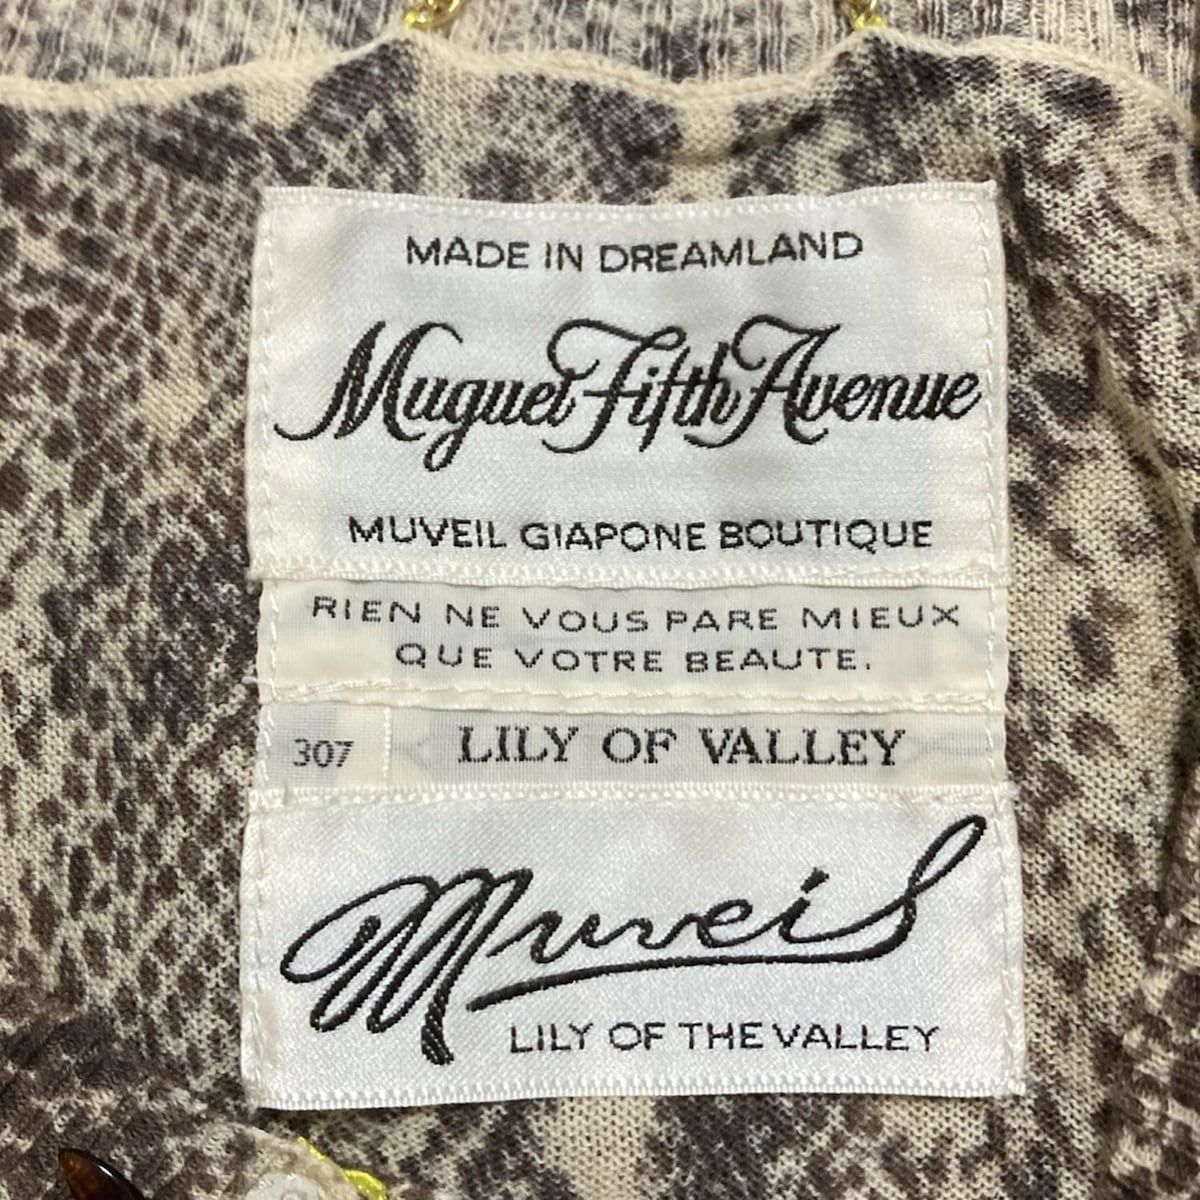 MADE IN DREAMLAND
Muguet Fifth Avenue
MUVEIL GIAPONE BOUTIQUE
RIEN NE VOUS PARE MIEUX
QUE VOTRE BEAUTE.
307 LILY OF VALLEY
Muveil
LILY OF THE VALLEY